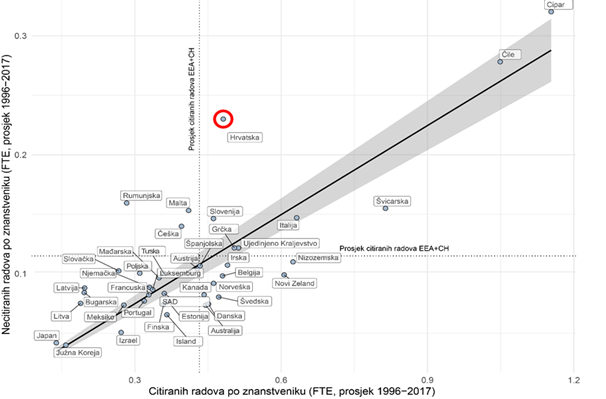 Cipar
0.3
Čile
Prosjek citiranih radova EEA+CH
Hrvatska
0.2
Rumunjska
Malta
Slovenija
Švicarska
Češka
Grčka
Italija
Mađarska
Turska
Španjolska
Ujedinjeno Kraljevstvo
Prosjek citiranih radova EEA+CH
Slovačka
Poljska
Austrija
Irska
Nizozemska
0.1
Njemačka
Luksemburg
Belgija
Latvija
Francuska
Kanada
Norveška
Novi Zeland
Bugarska
SAD
Švedska
Litva
Meksiko
Portugal
Estonija
Danska
Finska
Australija
Japan
Izrael
Island
Južna Koreja
0.3
0.6
0.9
1.2
Citiranih radova po znanstveniku (FTE, prosjek 1996−2017)
Necitiranih radova po znanstveniku (FTE, prosjek 1996−2017)